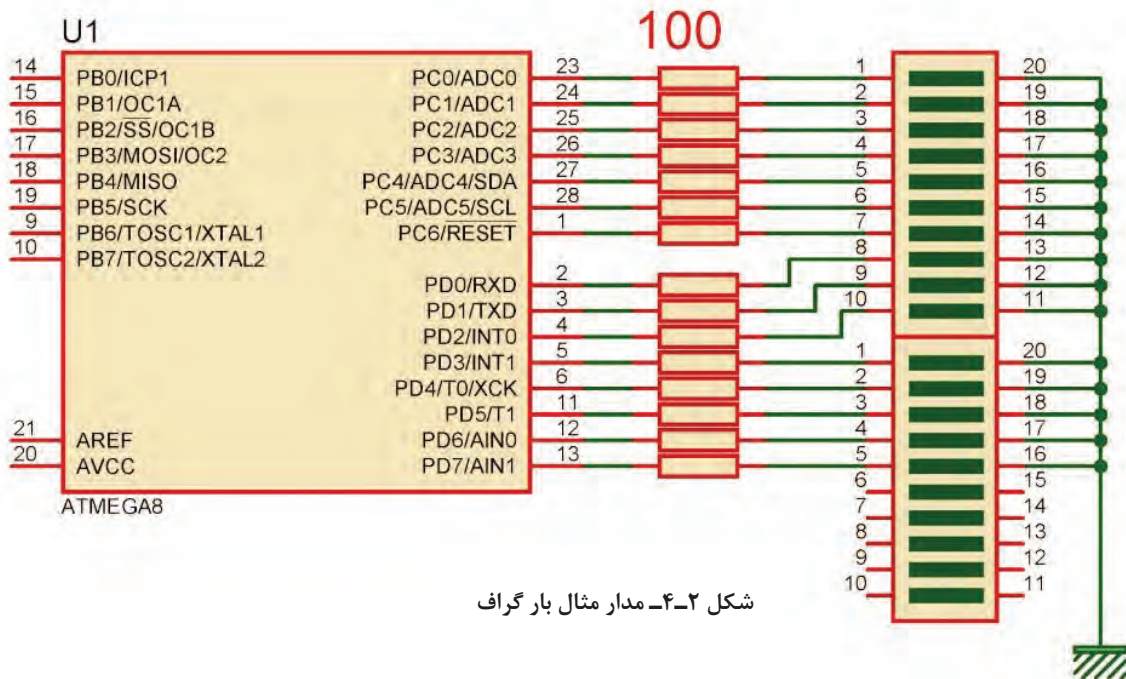 U1
100
14 PB0/ICP1
15 PB1/OC1A
16 PB2/SS/OC1B
17 PB3/MOSI/OC2
18 PB4/MISO
19 PB5/SCK
9 PB6/TOSC1/XTAL1
10 PB7/TOSC2/XTAL2
21 AREF
20 AVCC
PC0/ADC0 23
PC1/ADC1 24
PC2/ADC2 25
PC3/ADC3 26
PC4/ADC4/SDA 27
PC5/ADC5/SCL 28
PC6/RESET 1
PD0/RXD 2
PD1/TXD 3
PD2/INT0 4
PD3/INT1 5
PD4/T0/XCK 6
PD5/T1 11
PD6/AIN0 12
PD7/AIN1 13
ATMEGA8
1 20
2 19
3 18
4 17
5 16
6 15
7 14
8 13
9 12
10 11
1 20
2 19
3 18
4 17
5 16
6 15
7 14
8 13
9 12
10 11
شکل ۲ـ۴ـ مدار مثال بار گراف